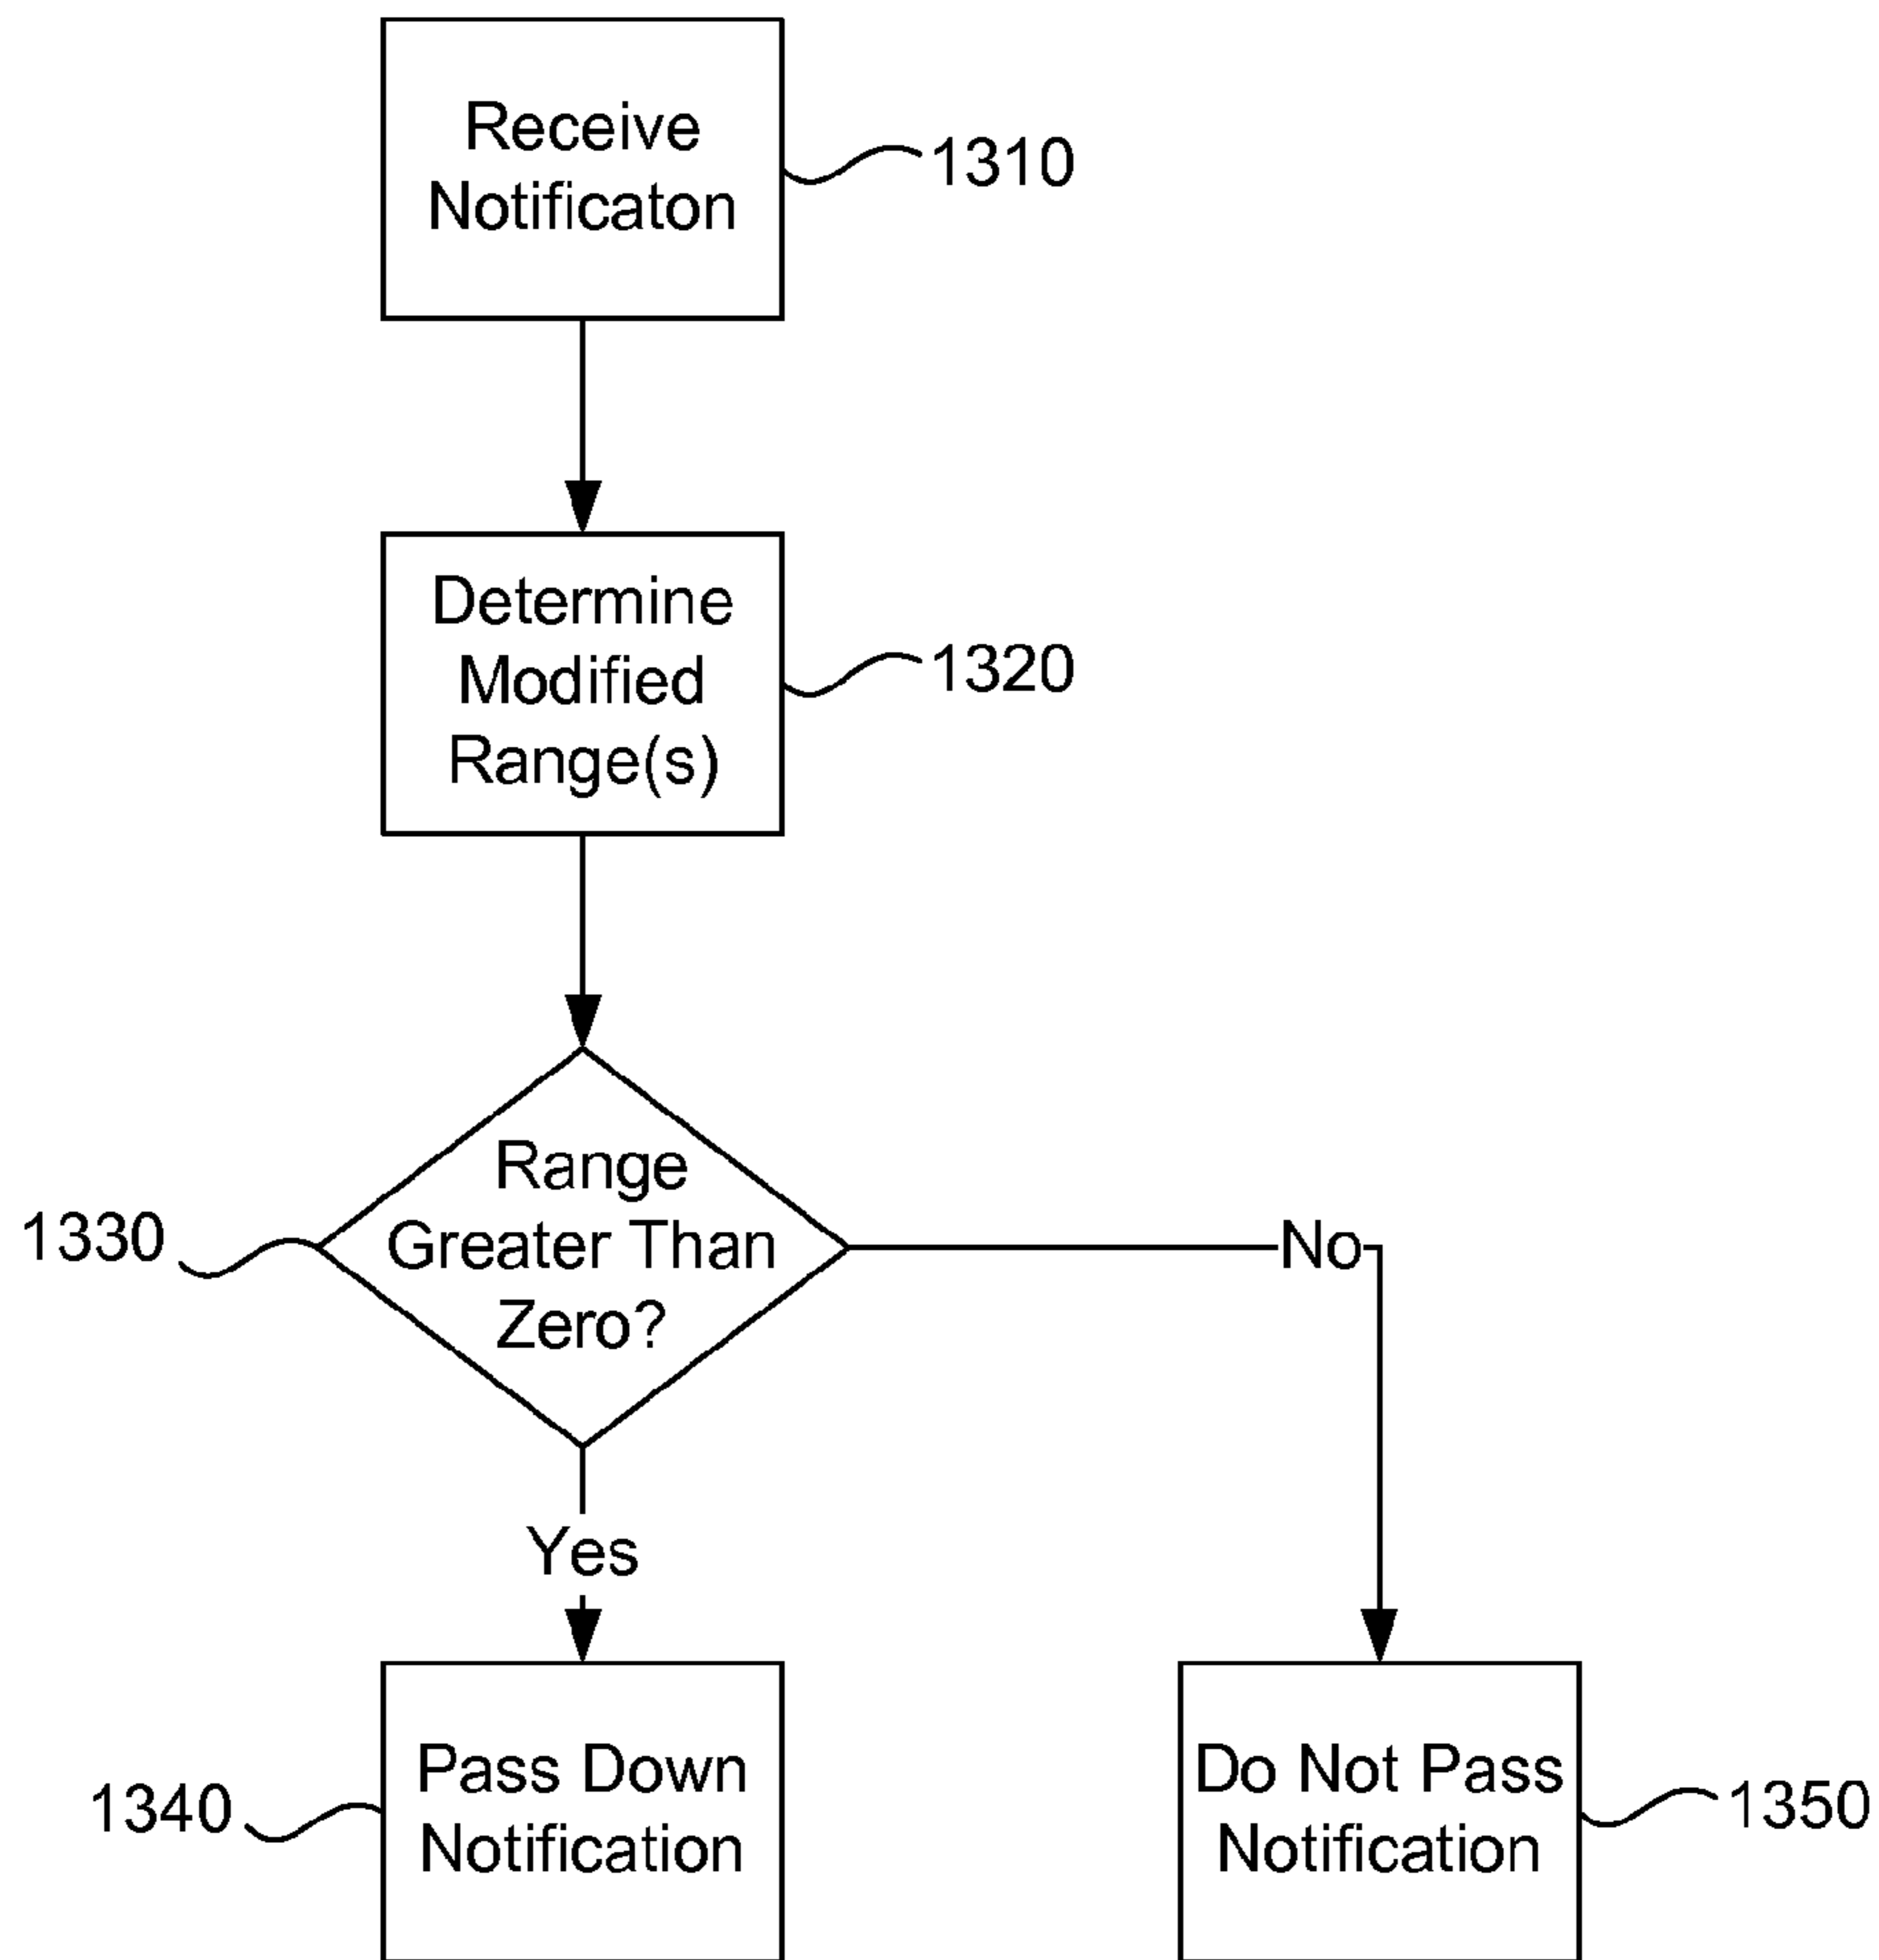 Receive
Notificaton
1310
Determine
Modified
Range(s)
1320
Range
Greater Than
Zero?
1330
No
Yes
Pass Down
Notification
1340
Do Not Pass
Notification
1350